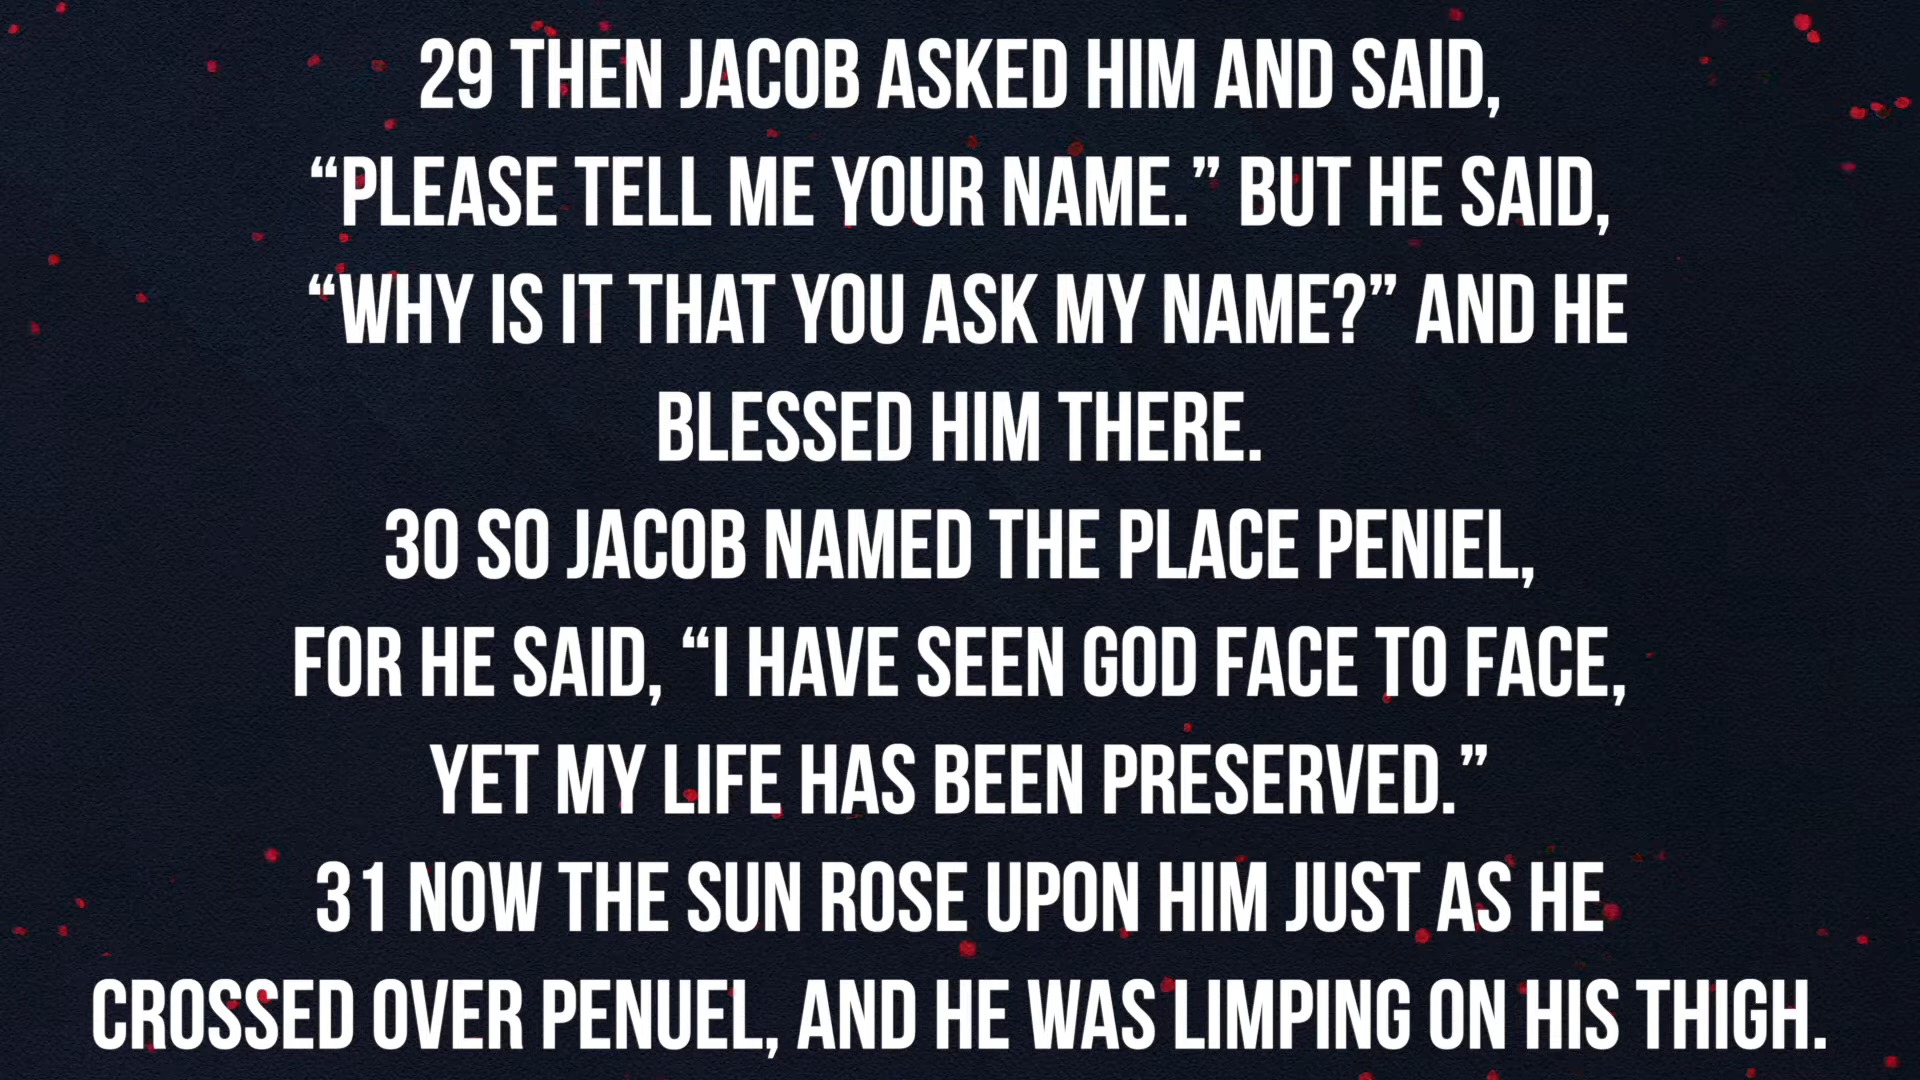 29 THEN JACOB ASKED HIM AND SAID,
“PLEASE TELL ME YOUR NAME.” BUT HE SAID,
“WHY IS IT THAT YOU ASK MY NAME?” AND HE
BLESSED HIM THERE.
30 SO JACOB NAMED THE PLACE PENIEL,
FOR HE SAID, “I HAVE SEEN GOD FACE TO FACE,
YET MY LIFE HAS BEEN PRESERVED.”
31 NOW THE SUN ROSE UPON HIM JUST AS HE
CROSSED OVER PENUEL, AND HE WAS LIMPING ON HIS THIGH.